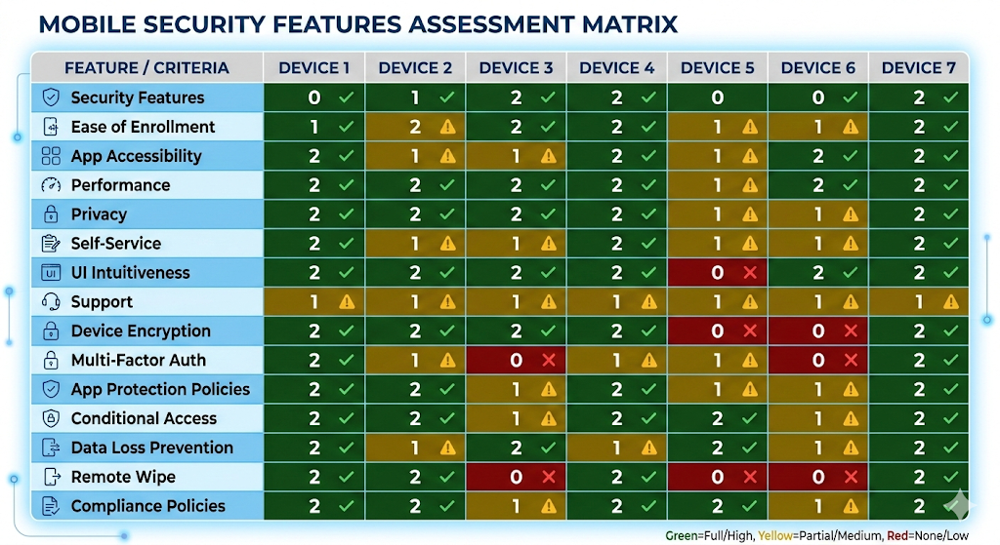 MOBILE SECURITY FEATURES ASSESSMENT MATRIX
FEATURE / CRITERIA DEVICE 1 DEVICE 2 DEVICE 3 DEVICE 4 DEVICE 5 DEVICE 6 DEVICE 7
Security Features 0 ✓ 1 ✓ 2 ✓ 2 ✓ 0 0 ✓ 2 ✓
Ease of Enrollment 1 ✓ 2 ⚠ 2 ✓ 2 ✓ 1 ⚠ 1 ⚠ 2 ✓
App Accessibility 2 ✓ 1 ⚠ 1 ⚠ 2 ✓ 1 ⚠ 2 ✓ 2 ✓
Performance 2 ✓ 2 ✓ 2 ✓ 2 ✓ 1 ⚠ 2 ✓ 2 ✓
Privacy 2 ✓ 2 ✓ 2 ✓ 2 ✓ 1 ⚠ 1 ⚠ 2 ✓
Self-Service 2 ✓ 1 ⚠ 1 ⚠ 2 ✓ 1 ⚠ 1 ⚠ 2 ✓
UI UI Intuitiveness 2 ✓ 2 ✓ 2 ✓ 2 ✓ 0 ✕ 2 ✓ 2 ✓
Support 1 ⚠ 1 ⚠ 1 ⚠ 1 ⚠ 1 ⚠ 1 ⚠ 1 ⚠
Device Encryption 2 ✓ 2 ✓ 2 ✓ 2 ✓ 0 ✕ 0 ✕ 2 ✓
Multi-Factor Auth 2 ✓ 1 ⚠ 0 ✕ 1 ⚠ 1 ⚠ 0 ✕ 2 ✓
App Protection Policies 2 ✓ 2 ✓ 1 ⚠ 2 ✓ 1 ⚠ 1 ⚠ 2 ✓
Conditional Access 2 ✓ 2 ✓ 1 ⚠ 2 ✓ 2 ✓ 1 ⚠ 2 ✓
Data Loss Prevention 2 ✓ 1 ⚠ 2 ✓ 1 ⚠ 2 ✓ 1 ⚠ 2 ✓
Remote Wipe 2 ✓ 2 ✓ 0 ✕ 2 ✓ 0 ✕ 0 ✕ 2 ✓
Compliance Policies 2 ✓ 2 ✓ 1 ⚠ 2 ✓ 2 ✓ 1 ⚠ 2 ✓
Green=Full/High, Yellow=Partial/Medium, Red=None/Low